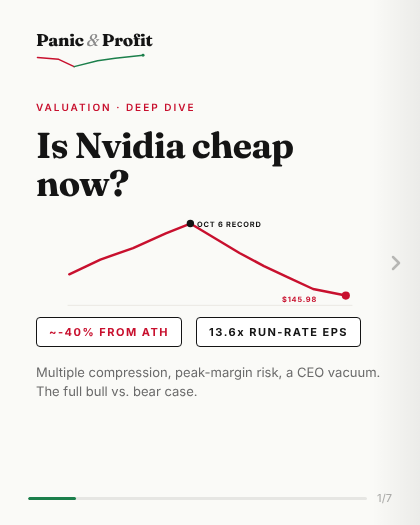 Panic & Profit
VALUATION · DEEP DIVE
Is Nvidia cheap
now?
OCT 6 RECORD
$145.98
~-40% FROM ATH
13.6x RUN-RATE EPS
Multiple compression, peak-margin risk, a CEO vacuum.
The full bull vs. bear case.
1/7